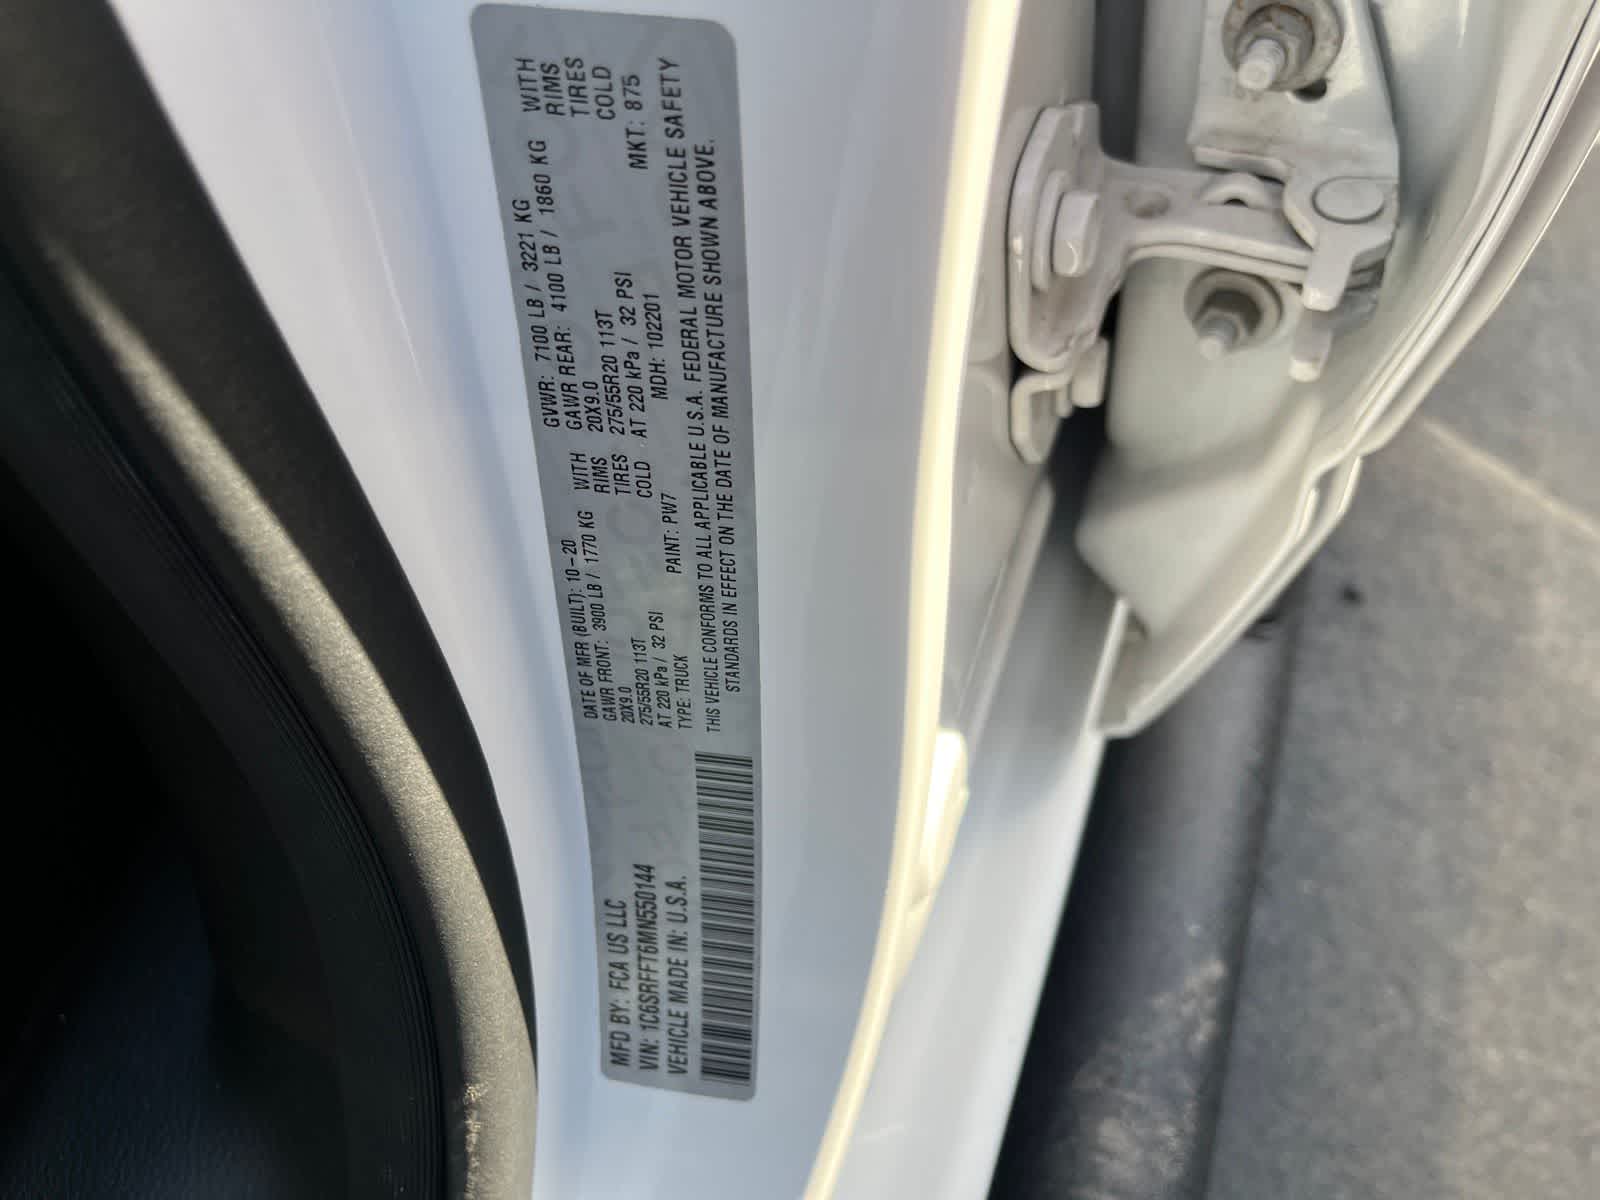 MFD BY: FCA US LLC
VIN: 1C6SRFFT6MN550144
VEHICLE MADE IN: U.S.A.
DATE OF MFR (BUILT): 10-20
GVWR: 7100 LB / 3221 KG
GAWR FRONT: 3900 LB / 1770 KG WITH
GAWR REAR: 4100 LB / 1860 KG WITH
20X9.0 RIMS
20X9.0 RIMS
275/55R20 113T TIRES
275/55R20 113T TIRES
AT 220 kPa / 32 PSI COLD
AT 220 kPa / 32 PSI COLD
TYPE: TRUCK PAINT: PW7 MDH: 102201 MKT: 875
THIS VEHICLE CONFORMS TO ALL APPLICABLE U.S.A. FEDERAL MOTOR VEHICLE SAFETY
STANDARDS IN EFFECT ON THE DATE OF MANUFACTURE SHOWN ABOVE.